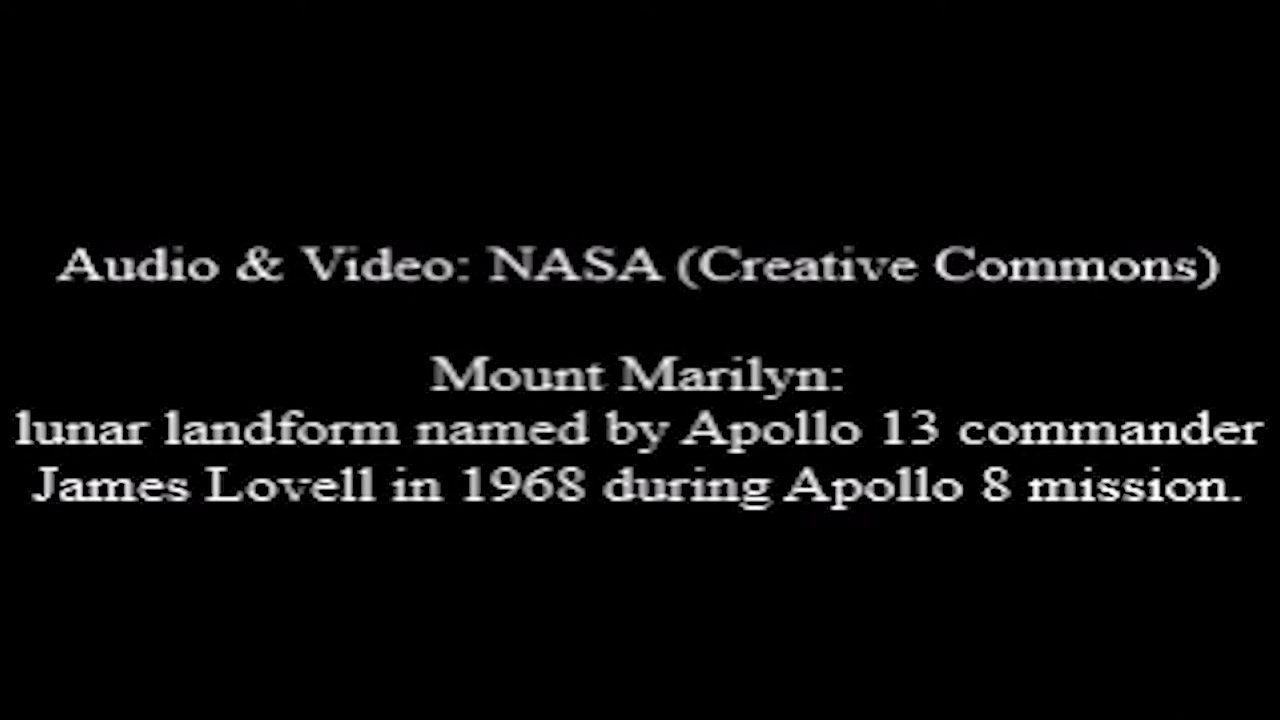 Audio & Video: NASA (Creative Commons)
Mount Marilyn:
lunar landform named by Apollo 13 commander
James Lovell in 1968 during Apollo 8 mission.